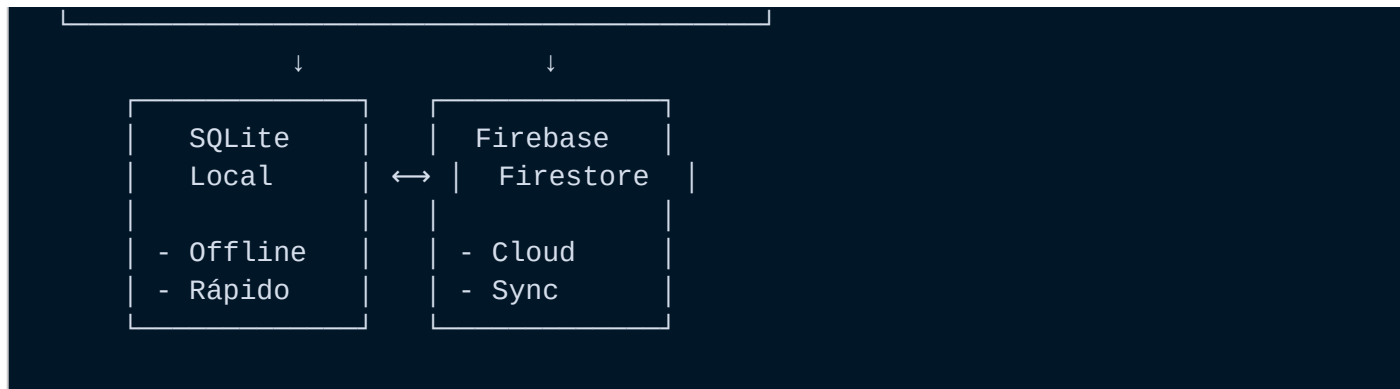 ↓ ↓
SQLite Firebase
Local ⟷ Firestore
- Offline - Cloud
- Rápido - Sync